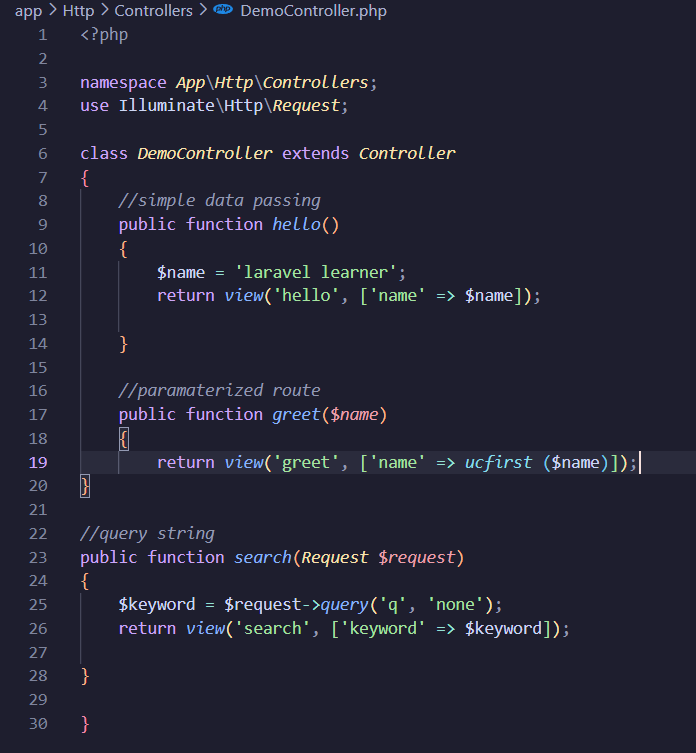 app > Http > Controllers > php DemoController.php
1 <?php
2
3 namespace App\Http\Controllers;
4 use Illuminate\Http\Request;
5
6 class DemoController extends Controller
7 {
8 //simple data passing
9 public function hello()
10 {
11 $name = 'laravel learner';
12 return view('hello', ['name' => $name]);
13
14 }
15
16 //paramaterized route
17 public function greet($name)
18 {
19 return view('greet', ['name' => ucfirst ($name)]);
20 }
21
22 //query string
23 public function search(Request $request)
24 {
25 $keyword = $request->query('q', 'none');
26 return view('search', ['keyword' => $keyword]);
27
28 }
29
30 }